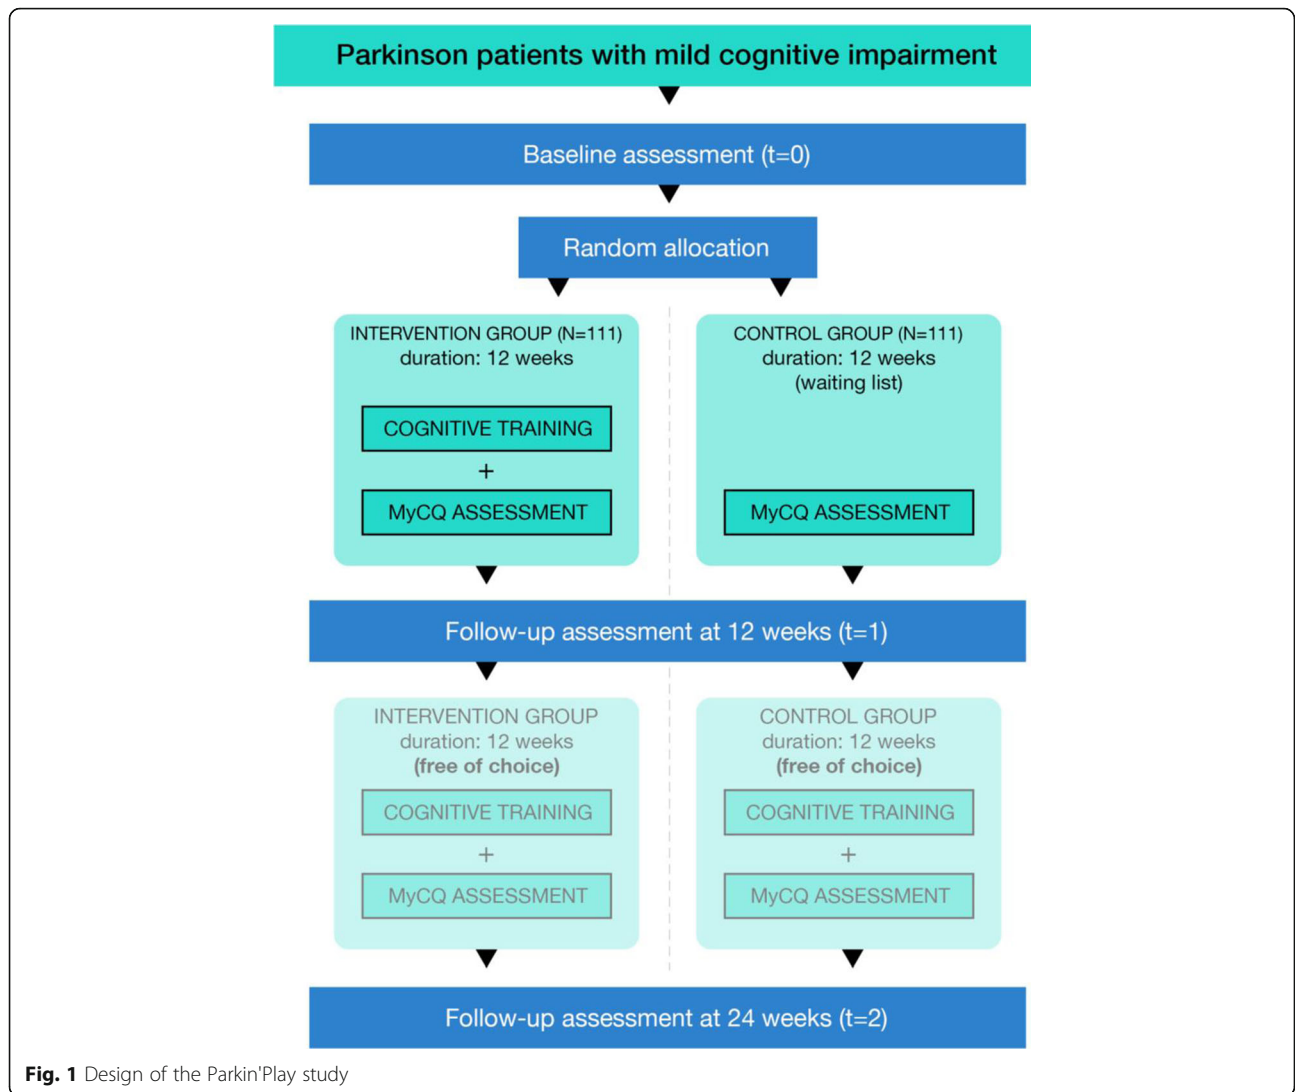 Parkinson patients with mild cognitive impairment
Baseline assessment (t=0)
Random allocation
INTERVENTION GROUP (N=111)
duration: 12 weeks
COGNITIVE TRAINING
+
MyCQ ASSESSMENT
CONTROL GROUP (N=111)
duration: 12 weeks
(waiting list)
MyCQ ASSESSMENT
Follow-up assessment at 12 weeks (t=1)
INTERVENTION GROUP
duration: 12 weeks
(free of choice)
COGNITIVE TRAINING
+
MyCQ ASSESSMENT
CONTROL GROUP
duration: 12 weeks
(free of choice)
COGNITIVE TRAINING
+
MyCQ ASSESSMENT
Follow-up assessment at 24 weeks (t=2)
Fig. 1 Design of the Parkin'Play study